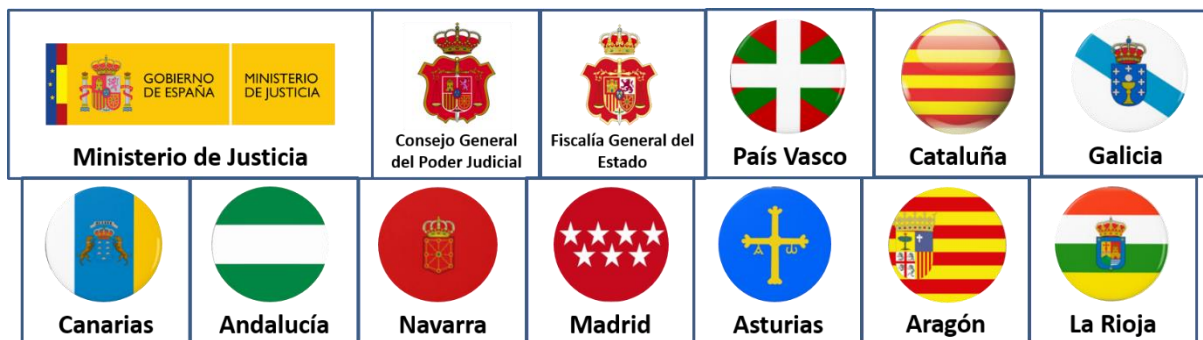 GOBIERNO
DE ESPAÑA
MINISTERIO
DE JUSTICIA
Ministerio de Justicia
Consejo General
del Poder Judicial
Fiscalía General del
Estado
País Vasco
Cataluña
Galicia
Canarias
Andalucía
Navarra
Madrid
Asturias
Aragón
La Rioja